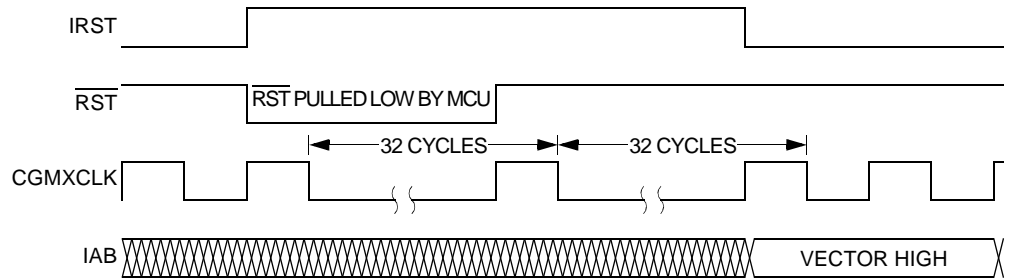 IRST
RST
RST PULLED LOW BY MCU
32 CYCLES
32 CYCLES
CGMXCLK
IAB
VECTOR HIGH